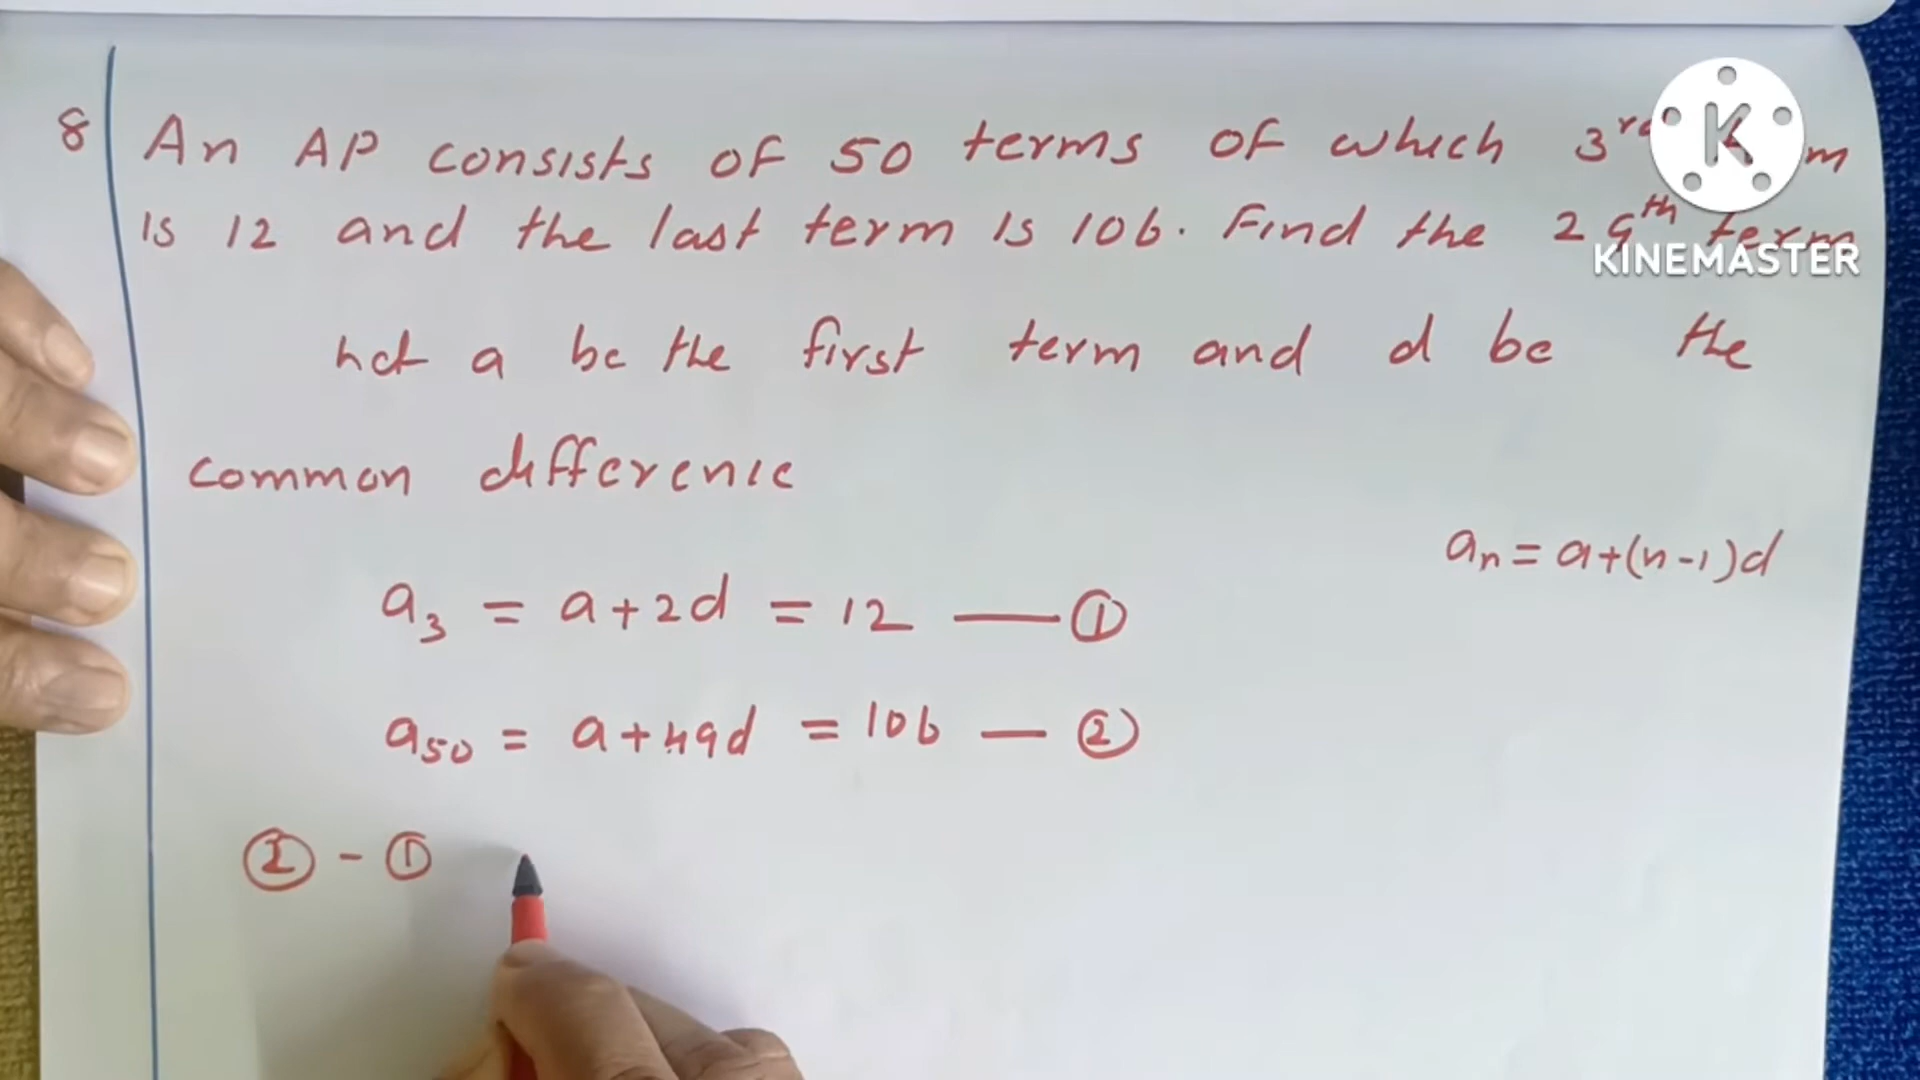 8 An AP consists of 50 terms of which 3rd term
is 12 and the last term is 106. Find the 29th term
KINEMASTER
Let a be the first term and d be the
common difference
an = a+(n-1)d
a3 = a+2d = 12 — ①
a50 = a+49d = 106 — ②
② - ①